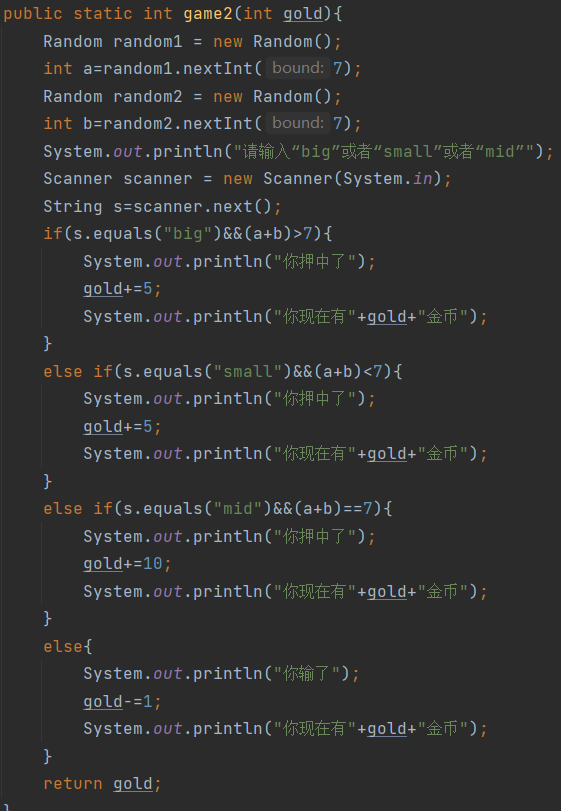 public static int game2(int gold){
Random random1 = new Random();
int a=random1.nextInt( bound: 7);
Random random2 = new Random();
int b=random2.nextInt( bound: 7);
System.out.println("请输入“big”或者“small”或者“mid”");
Scanner scanner = new Scanner(System.in);
String s=scanner.next();
if(s.equals("big")&&(a+b)>7){
System.out.println("你押中了");
gold+=5;
System.out.println("你现在有"+gold+"金币");
}
else if(s.equals("small")&&(a+b)<7){
System.out.println("你押中了");
gold+=5;
System.out.println("你现在有"+gold+"金币");
}
else if(s.equals("mid")&&(a+b)==7){
System.out.println("你押中了");
gold+=10;
System.out.println("你现在有"+gold+"金币");
}
else{
System.out.println("你输了");
gold-=1;
System.out.println("你现在有"+gold+"金币");
}
return gold;
}